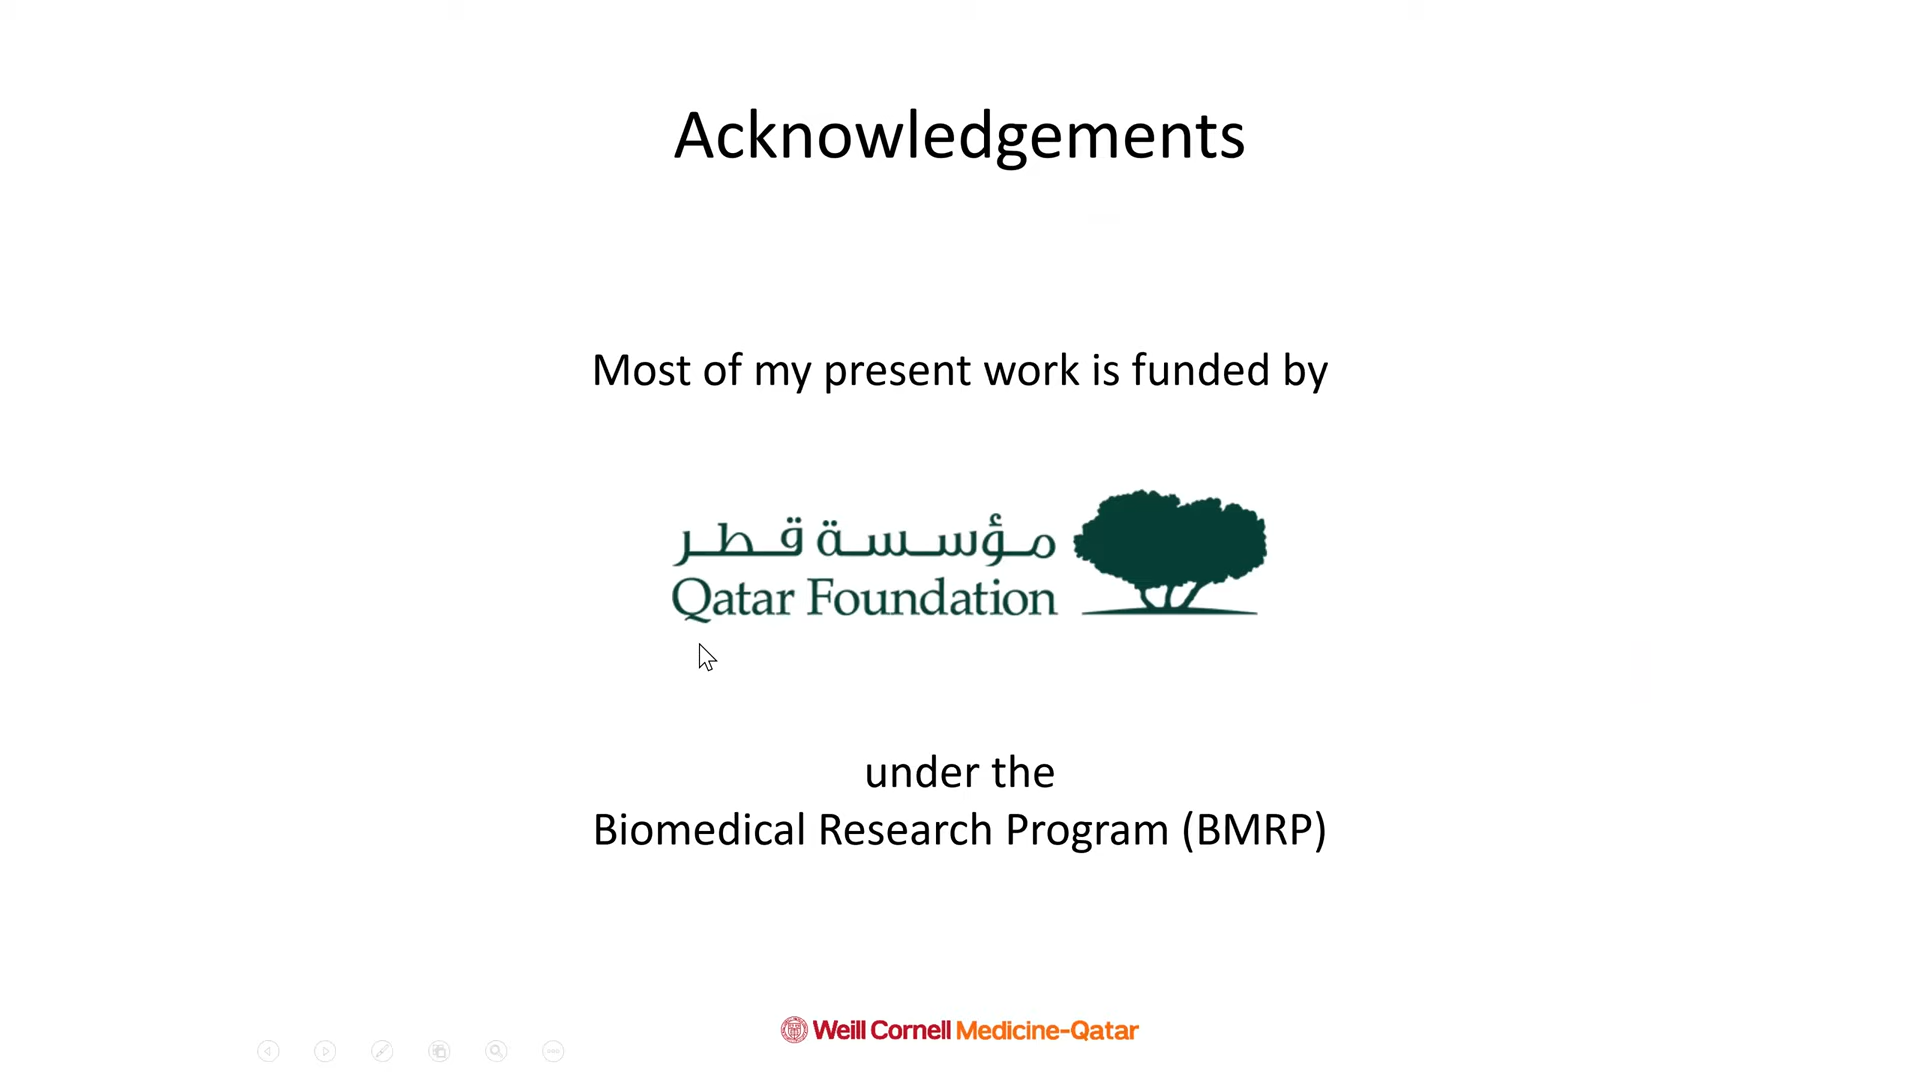 Acknowledgements
Most of my present work is funded by
مؤسسة قطر
Qatar Foundation
under the
Biomedical Research Program (BMRP)
Weill Cornell Medicine-Qatar